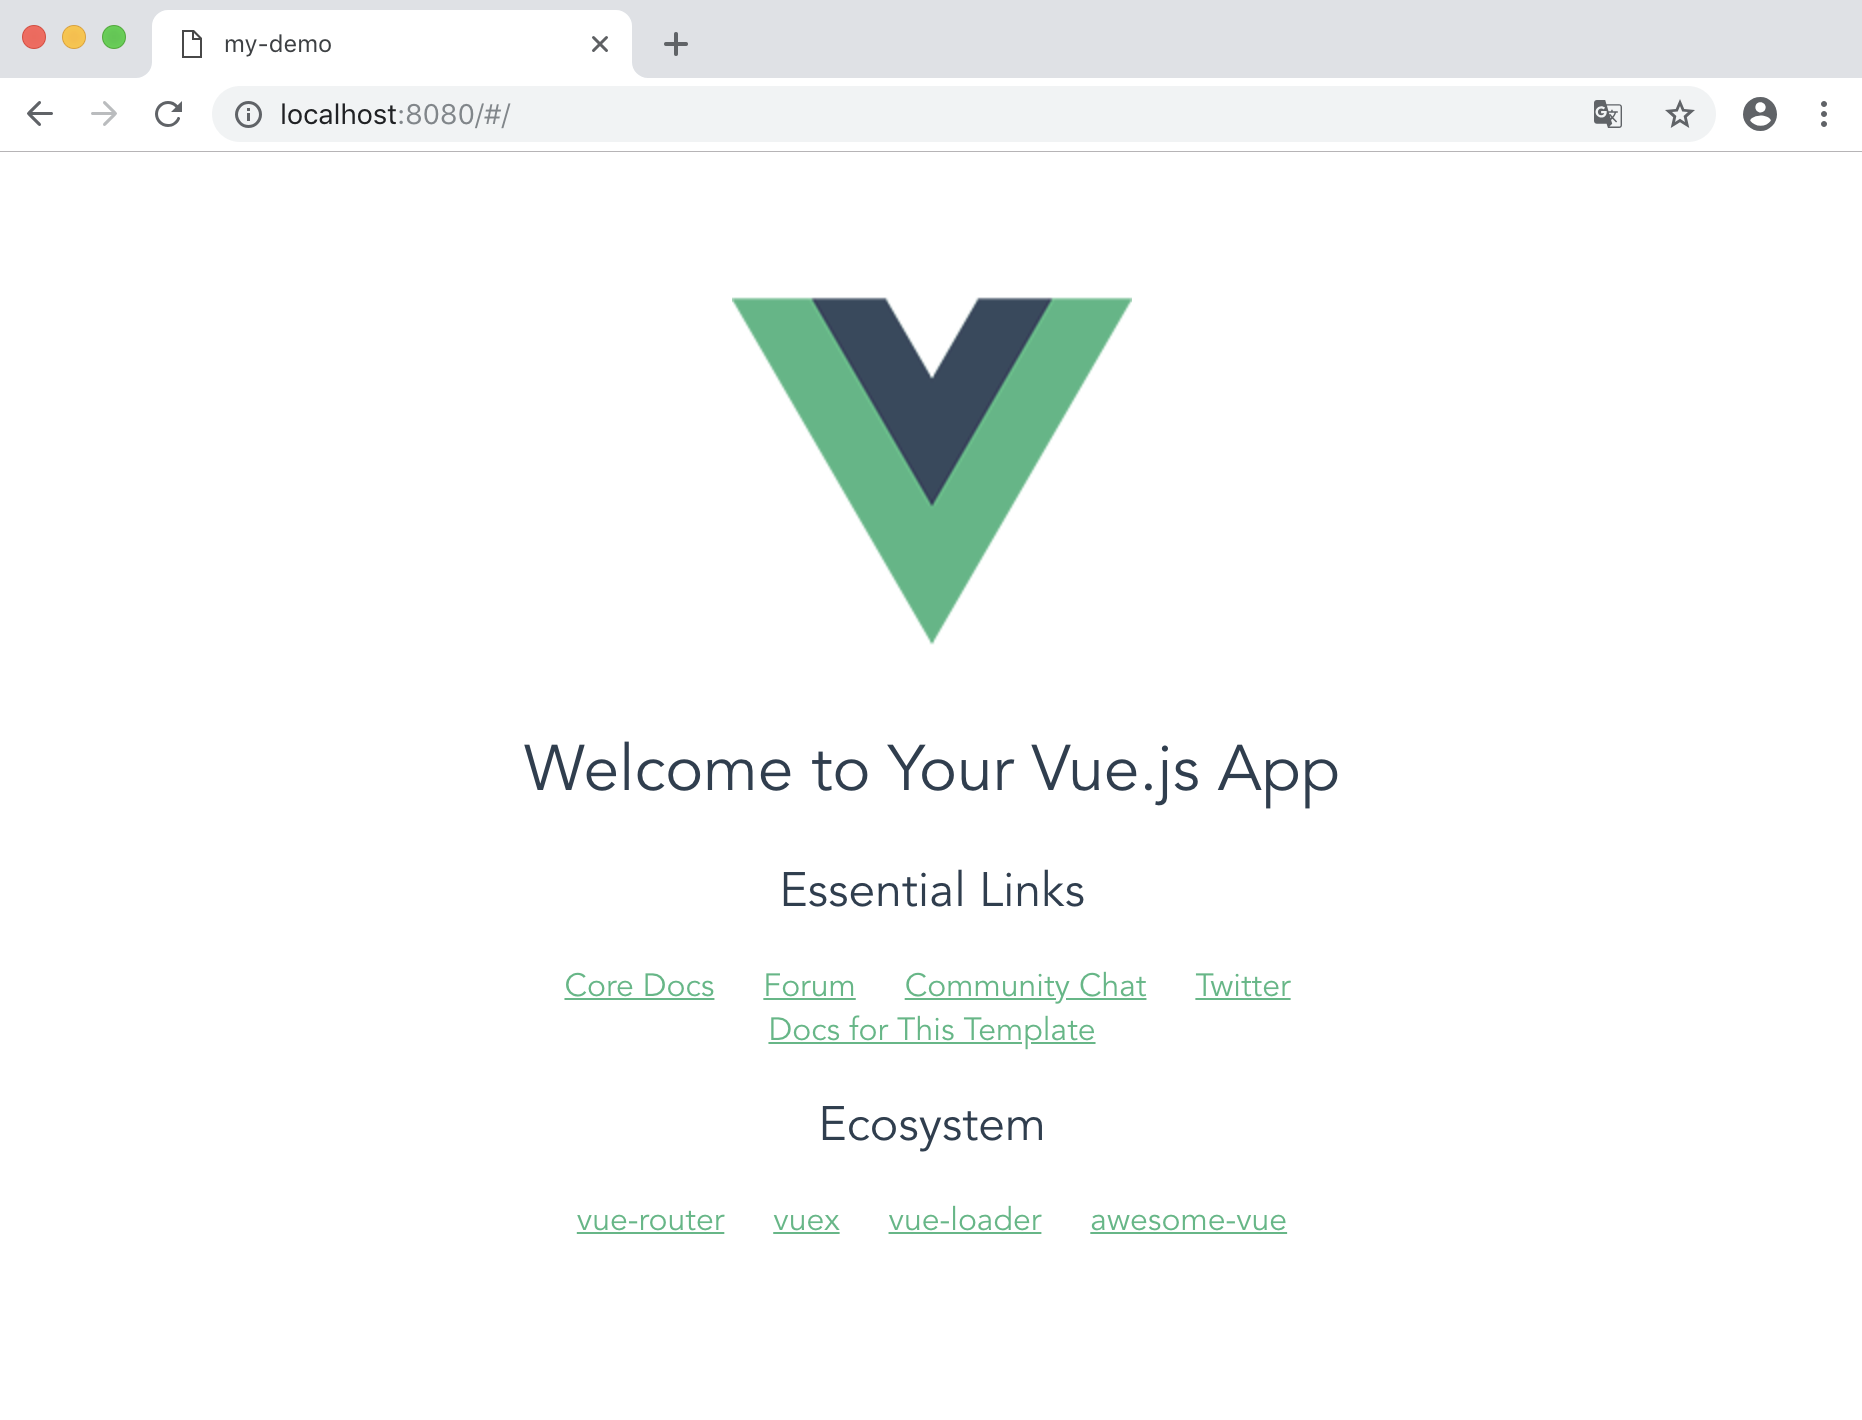 my-demo
localhost:8080/#/
Welcome to Your Vue.js App
Essential Links
Core Docs Forum Community Chat Twitter
Docs for This Template
Ecosystem
vue-router vuex vue-loader awesome-vue